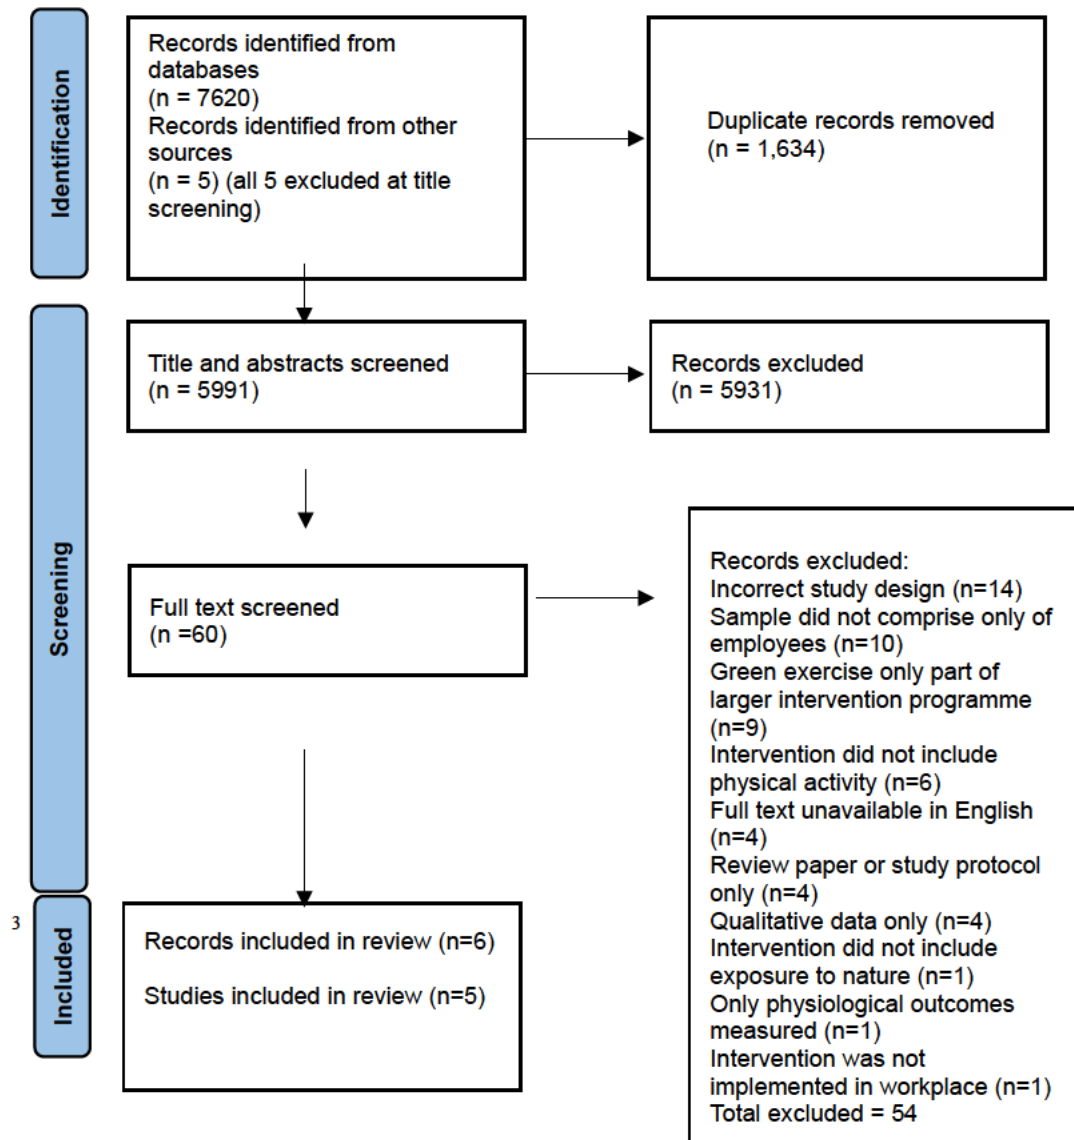 Identification
Records identified from
databases
(n = 7620)
Records identified from other
sources
(n = 5) (all 5 excluded at title
screening)
Duplicate records removed
(n = 1,634)
Screening
Title and abstracts screened
(n = 5991)
Records excluded
(n = 5931)
Full text screened
(n =60)
Records excluded:
Incorrect study design (n=14)
Sample did not comprise only of
employees (n=10)
Green exercise only part of
larger intervention programme
(n=9)
Intervention did not include
physical activity (n=6)
Full text unavailable in English
(n=4)
Review paper or study protocol
only (n=4)
Qualitative data only (n=4)
Intervention did not include
exposure to nature (n=1)
Only physiological outcomes
measured (n=1)
Intervention was not
implemented in workplace (n=1)
Total excluded = 54
3
Included
Records included in review (n=6)
Studies included in review (n=5)